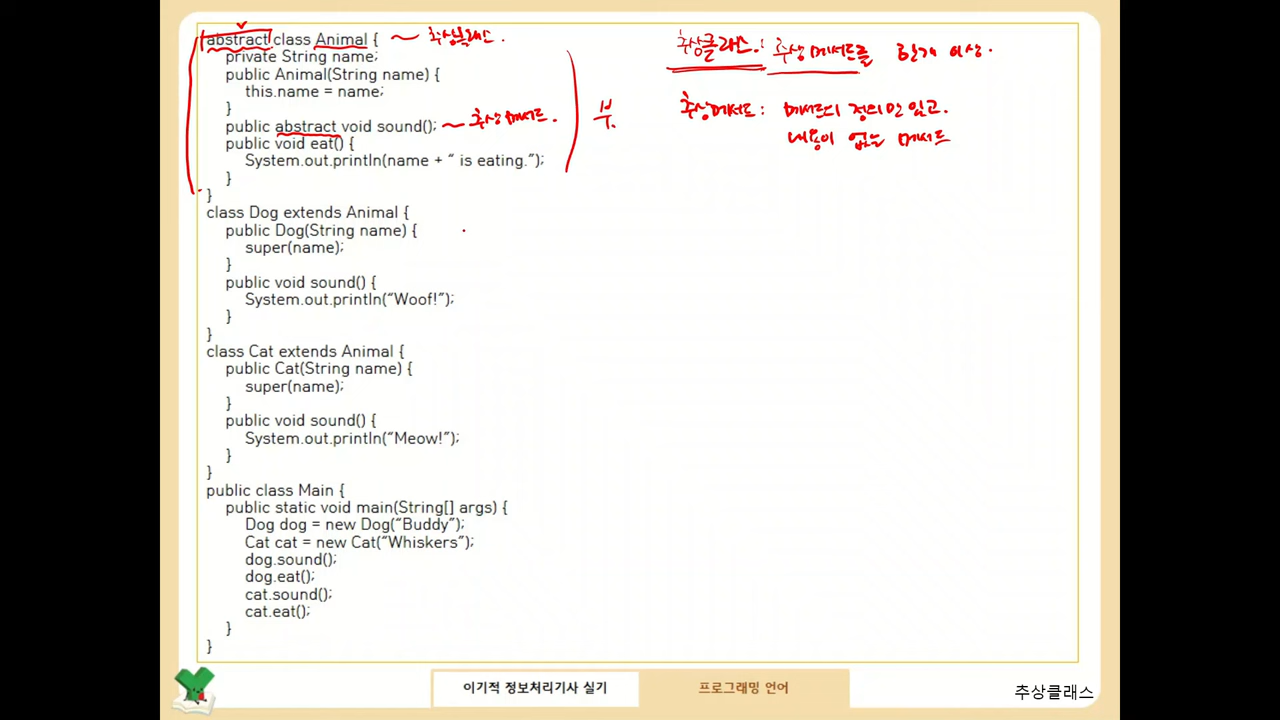 abstract class Animal { ~ 추상클래스.
private String name;
public Animal(String name) {
this.name = name;
}
public abstract void sound(); ~ 추상메서드.
public void eat() {
System.out.println(name + “ is eating.”);
}
}
부.
추상클래스 : 추상메서드를 한개 이상.
추상메서드 : 메서드의 정의만 있고.
내용이 없는 메서드
class Dog extends Animal {
public Dog(String name) {
super(name);
}
public void sound() {
System.out.println(“Woof!”);
}
}
class Cat extends Animal {
public Cat(String name) {
super(name);
}
public void sound() {
System.out.println(“Meow!”);
}
}
public class Main {
public static void main(String[] args) {
Dog dog = new Dog(“Buddy”);
Cat cat = new Cat(“Whiskers”);
dog.sound();
dog.eat();
cat.sound();
cat.eat();
}
}
이기적 정보처리기사 실기
프로그래밍 언어
추상클래스